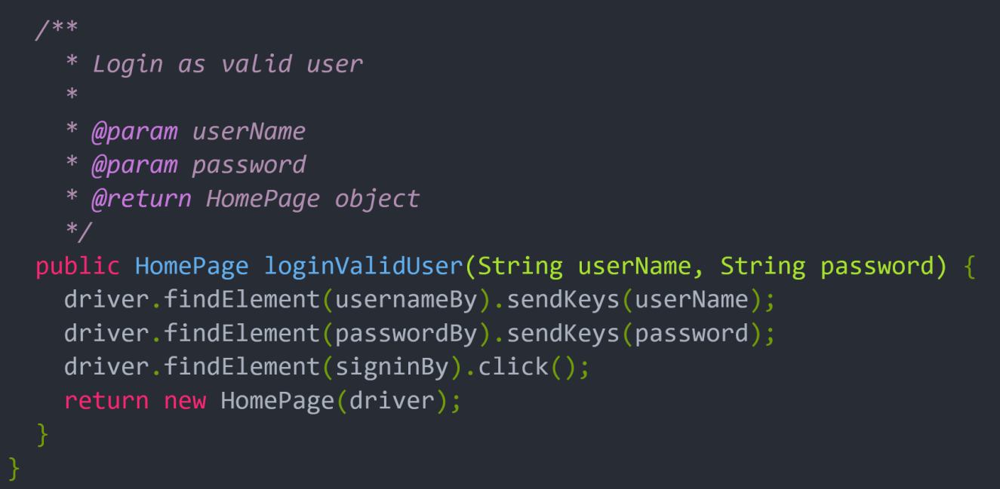 /**
* Login as valid user
*
* @param userName
* @param password
* @return HomePage object
*/
public HomePage loginValidUser(String userName, String password) {
driver.findElement(usernameBy).sendKeys(userName);
driver.findElement(passwordBy).sendKeys(password);
driver.findElement(signinBy).click();
return new HomePage(driver);
}
}